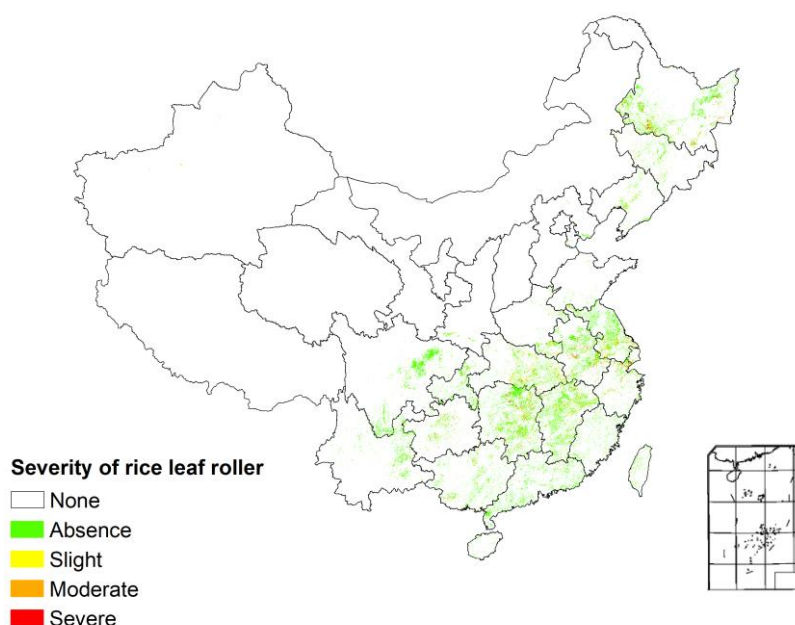 Severity of rice leaf roller
None
Absence
Slight
Moderate
Severe